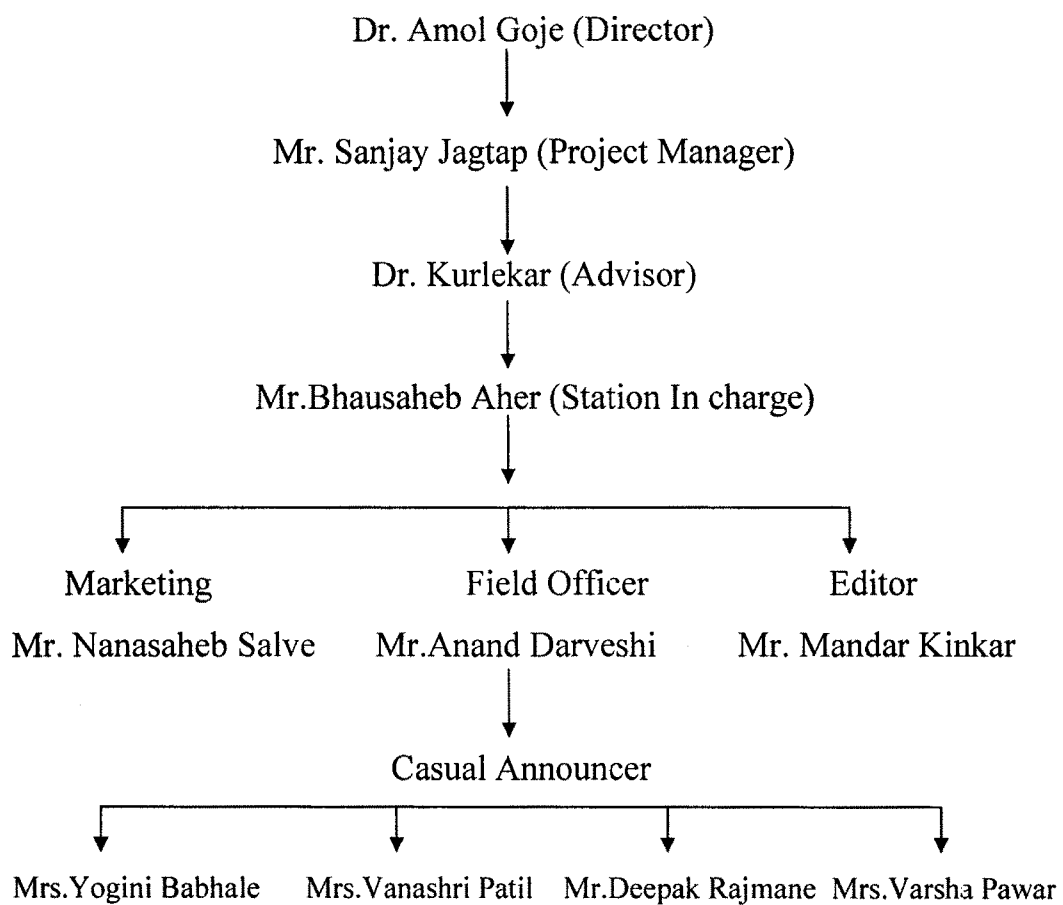 Dr. Amol Goje (Director)
Mr. Sanjay Jagtap (Project Manager)
Dr. Kurlekar (Advisor)
Mr.Bhausaheb Aher (Station In charge)
Marketing Field Officer Editor
Mr. Nanasaheb Salve Mr.Anand Darveshi Mr. Mandar Kinkar
Casual Announcer
Mrs.Yogini Babhale Mrs.Vanashri Patil Mr.Deepak Rajmane Mrs.Varsha Pawar